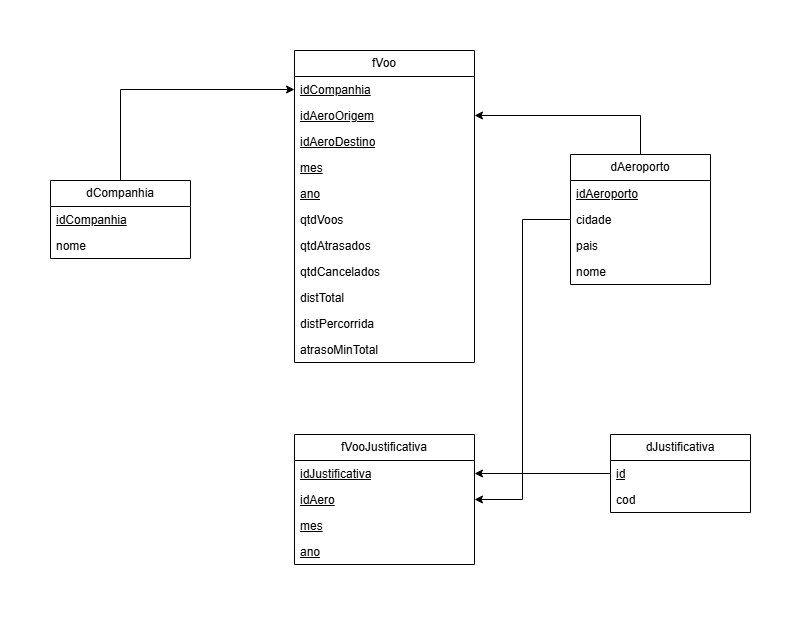 fVoo
idCompanhia
idAeroOrigem
idAeroDestino
mes
ano
qtdVoos
qtdAtrasados
qtdCancelados
distTotal
distPercorrida
atrasoMinTotal
dCompanhia
idCompanhia
nome
dAeroporto
idAeroporto
cidade
pais
nome
fVooJustificativa
idJustificativa
idAero
mes
ano
dJustificativa
id
cod